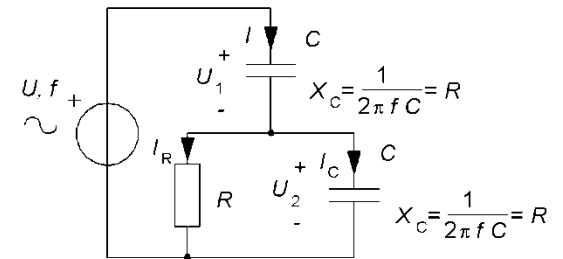 I C
U, f + U1 + -
XC= 1/(2π f C) = R
IR IC C
R U2 + -
XC= 1/(2π f C) = R